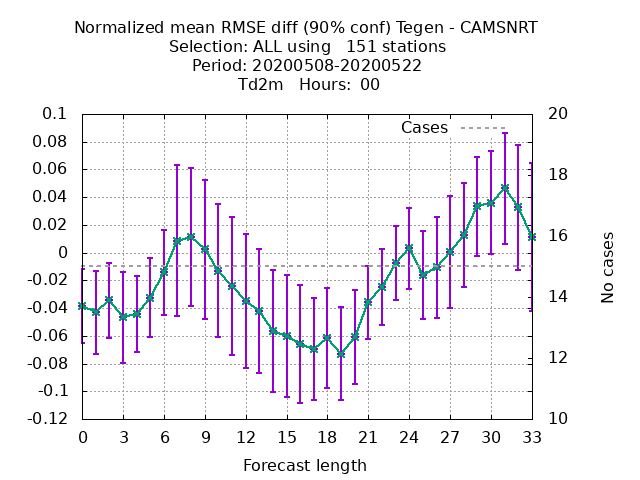 Normalized mean RMSE diff (90% conf) Tegen - CAMSNRT
Selection: ALL using   151 stations
Period: 20200508-20200522
Td2m   Hours:  00
0.1
0.08
0.06
0.04
0.02
0
-0.02
-0.04
-0.06
-0.08
-0.1
-0.12
Cases
20
18
16
14
12
10
No cases
0 3 6 9 12 15 18 21 24 27 30 33
Forecast length